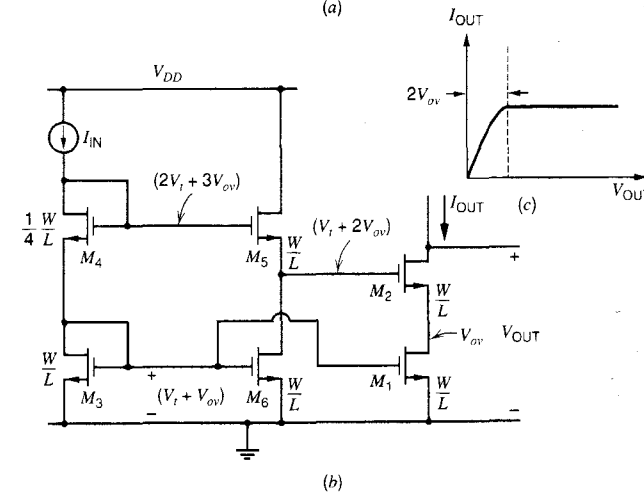 (a)
I_OUT
V_DD
2V_ov
I_IN
(2V_t + 3V_ov)
V_OUT
I_OUT
(c)
(V_t + 2V_ov)
1/4 W/L
M_4
M_5
W/L
+
M_2
W/L
V_ov
V_OUT
W/L
M_3
+
(V_t + V_ov)
−
M_6
W/L
M_1
W/L
−
(b)